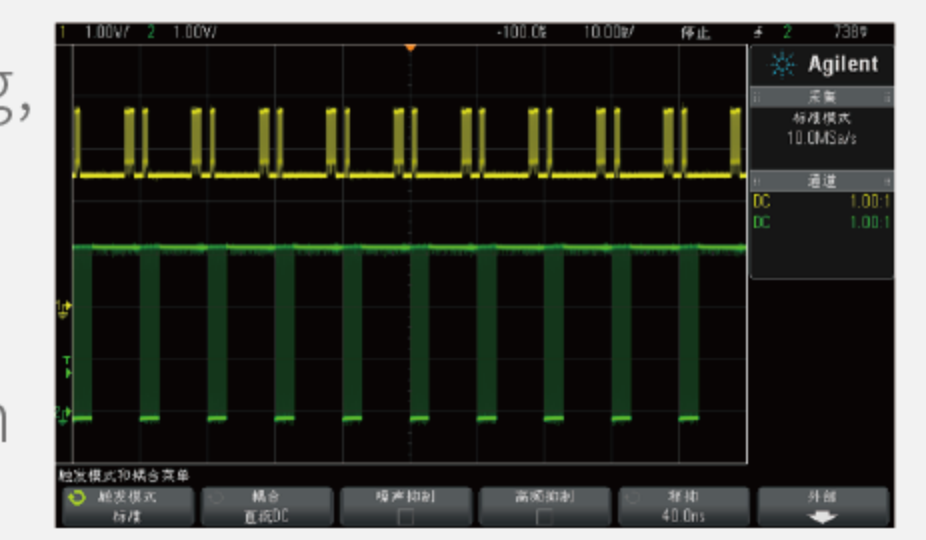 g,
n
1 1.00V/ 2 1.00V/ -100.0s 10.00s/ 停止 2 738
Agilent
采集
标准模式
10.0MSa/s
通道
DC 1.00:1
DC 1.00:1
T
触发模式和耦合菜单
触发模式 耦合 噪声抑制 高频抑制 释抑 外部
标准 直流DC 40.0ns